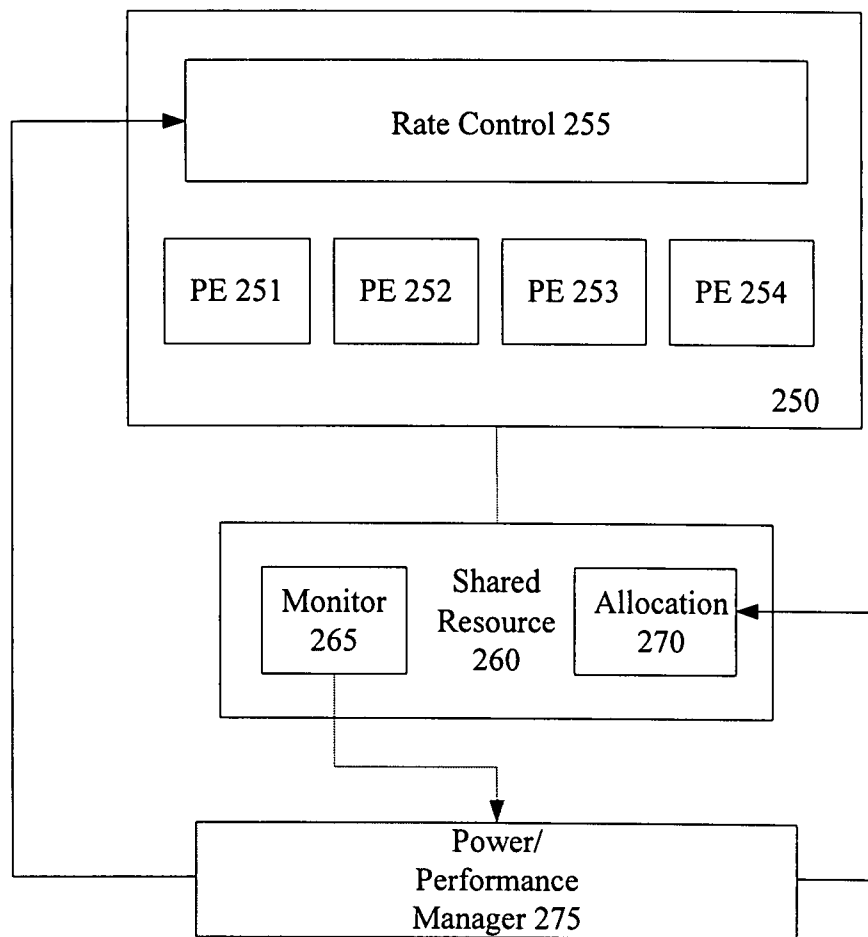 Rate Control 255
PE 251
PE 252
PE 253
PE 254
250
Monitor
265
Shared
Resource
260
Allocation
270
Power/
Performance
Manager 275